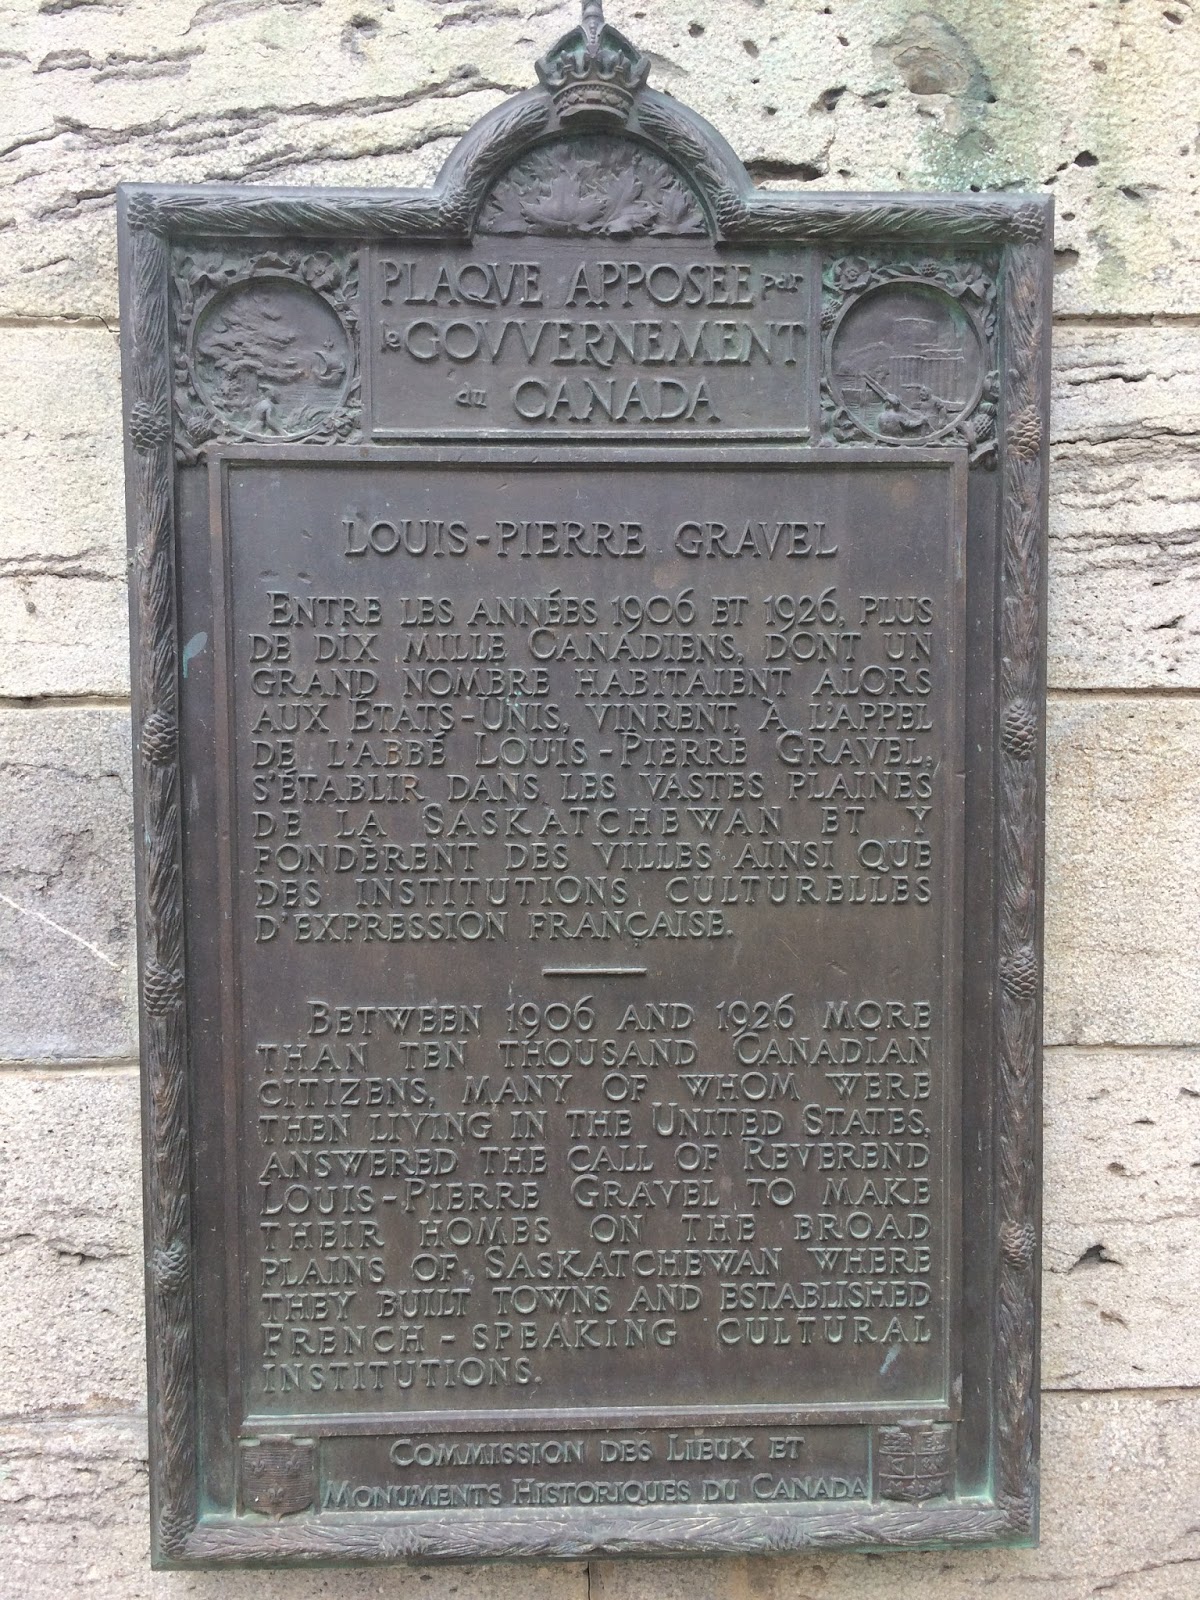 PLAQVE APPOSEE par
le GOVVERNEMENT
du CANADA
LOUIS-PIERRE GRAVEL
ENTRE LES ANNÉES 1906 ET 1926, PLUS
DE DIX MILLE CANADIENS, DONT UN
GRAND NOMBRE HABITAIENT ALORS
AUX ÉTATS-UNIS, VINRENT, À L'APPEL
DE L'ABBÉ LOUIS-PIERRE GRAVEL,
S'ÉTABLIR DANS LES VASTES PLAINES
DE LA SASKATCHEWAN ET Y
FONDÈRENT DES VILLES AINSI QUE
DES INSTITUTIONS CULTURELLES
D'EXPRESSION FRANÇAISE.
BETWEEN 1906 AND 1926 MORE
THAN TEN THOUSAND CANADIAN
CITIZENS, MANY OF WHOM WERE
THEN LIVING IN THE UNITED STATES,
ANSWERED THE CALL OF REVEREND
LOUIS-PIERRE GRAVEL TO MAKE
THEIR HOMES ON THE BROAD
PLAINS OF SASKATCHEWAN WHERE
THEY BUILT TOWNS AND ESTABLISHED
FRENCH-SPEAKING CULTURAL
INSTITUTIONS.
COMMISSION DES LIEUX ET
MONUMENTS HISTORIQUES DU CANADA